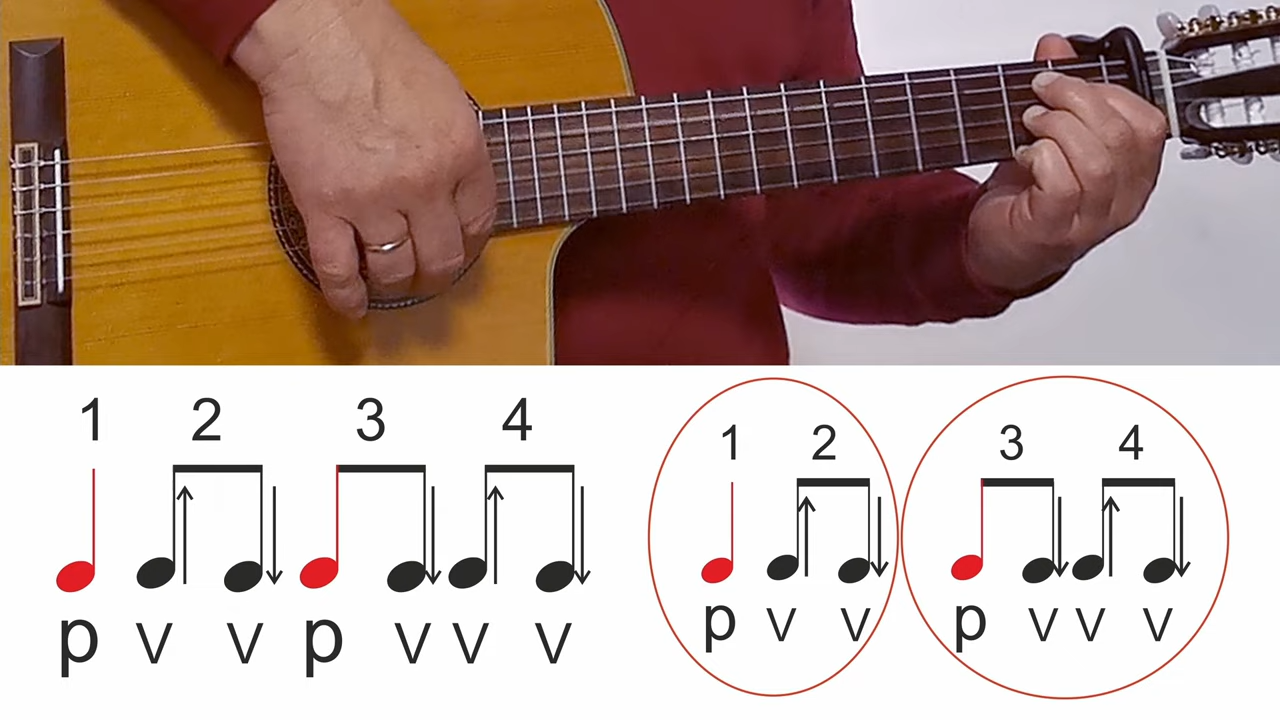 1 2 3 4
p v v p v v v
1 2
p v v
3 4
p v v v